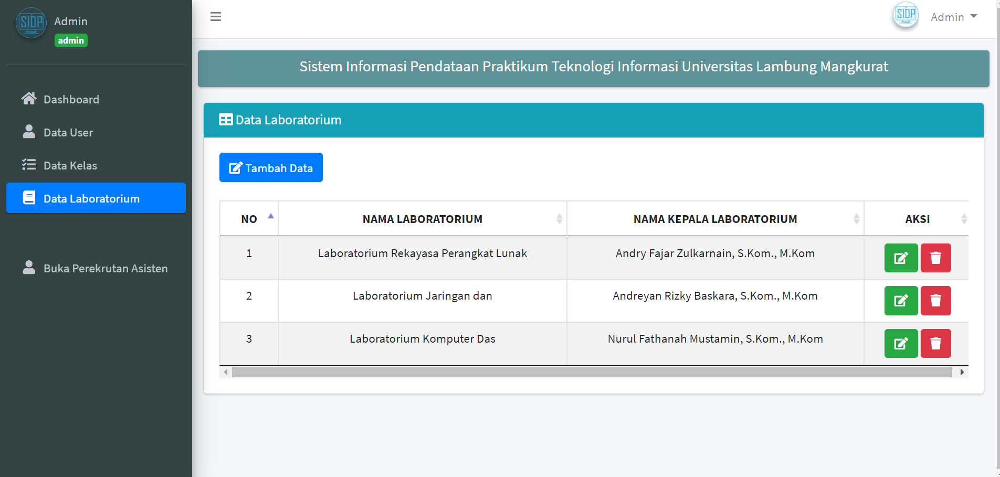 SIDP
Admin
admin
Dashboard
Data User
Data Kelas
Data Laboratorium
Buka Perekrutan Asisten
SIDP
Admin
Sistem Informasi Pendataan Praktikum Teknologi Informasi Universitas Lambung Mangkurat
Data Laboratorium
Tambah Data
NO NAMA LABORATORIUM NAMA KEPALA LABORATORIUM AKSI
1 Laboratorium Rekayasa Perangkat Lunak Andry Fajar Zulkarnain, S.Kom., M.Kom
2 Laboratorium Jaringan dan Andreyan Rizky Baskara, S.Kom., M.Kom
3 Laboratorium Komputer Das Nurul Fathanah Mustamin, S.Kom., M.Kom